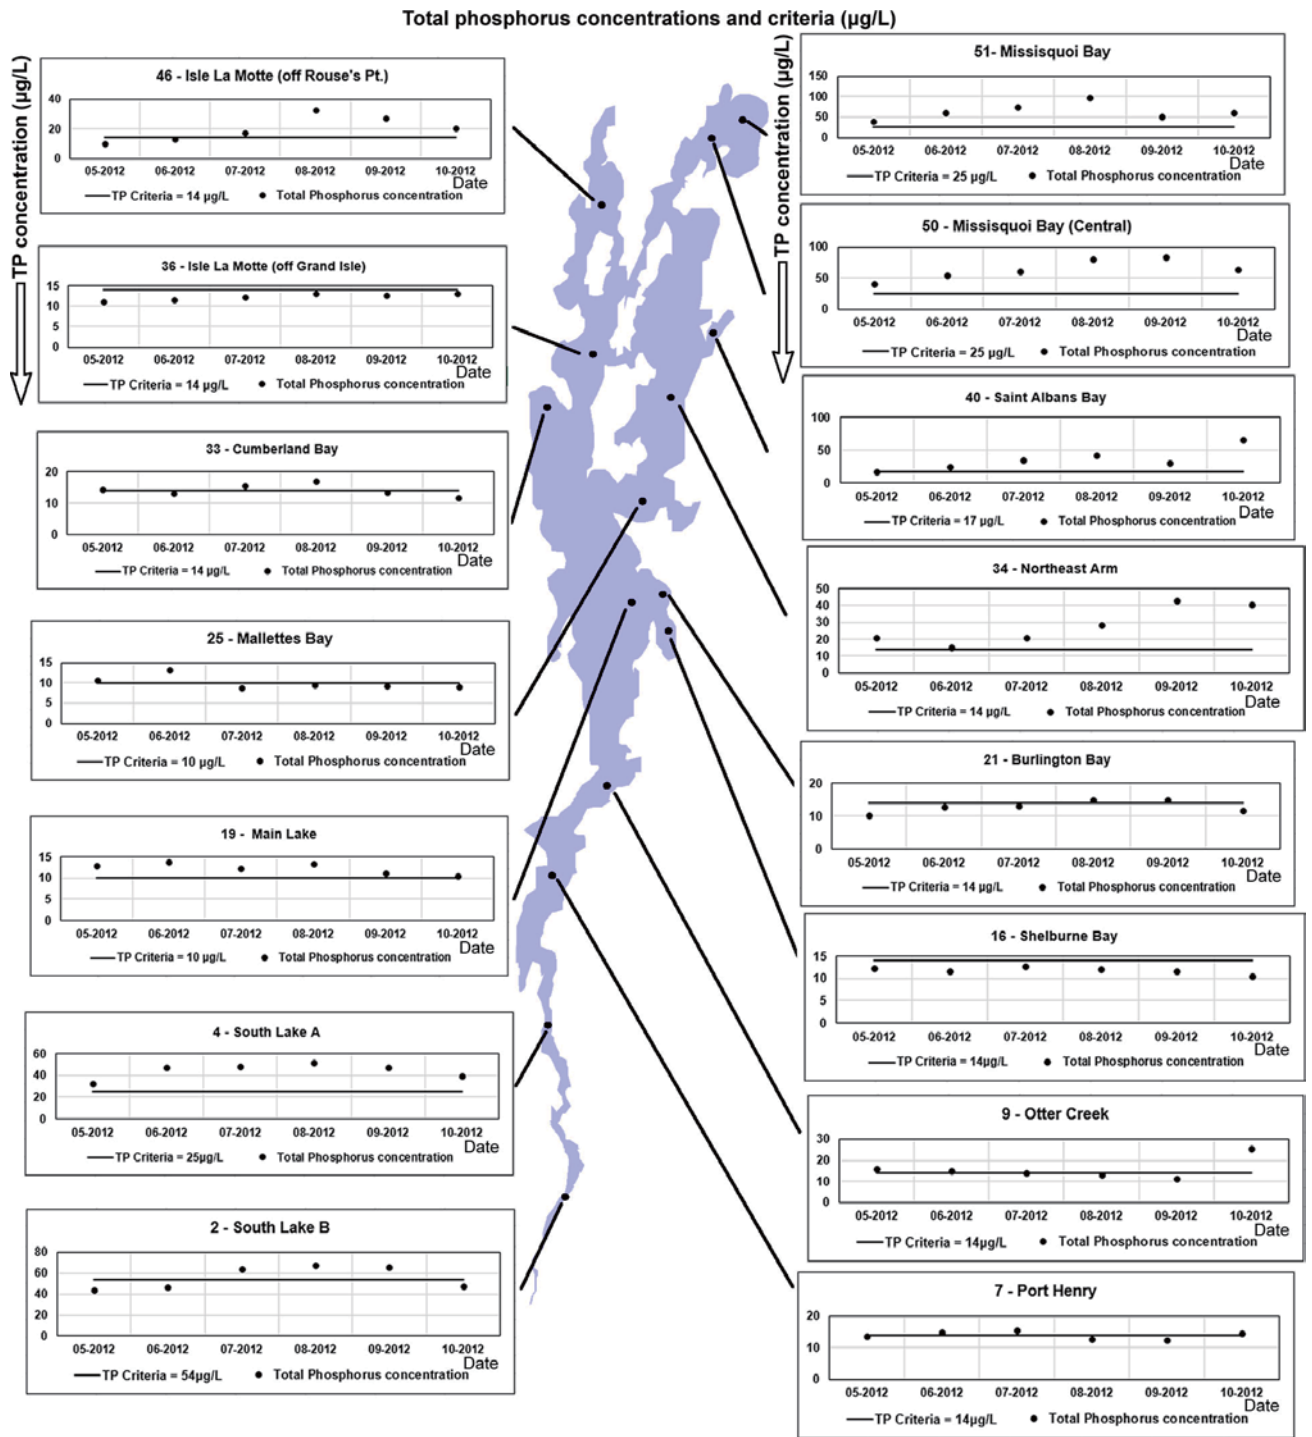 Total phosphorus concentrations and criteria (µg/L)
TP concentration (µg/L)
46 - Isle La Motte (off Rouse's Pt.)
40
20
0
05-2012 06-2012 07-2012 08-2012 09-2012 10-2012
Date
TP Criteria = 14 µg/L Total Phosphorus concentration
36 - Isle La Motte (off Grand Isle)
15
10
5
0
05-2012 06-2012 07-2012 08-2012 09-2012 10-2012
Date
TP Criteria = 14 µg/L Total Phosphorus concentration
33 - Cumberland Bay
20
10
0
05-2012 06-2012 07-2012 08-2012 09-2012 10-2012
Date
TP Criteria = 14 µg/L Total Phosphorus concentration
25 - Mallettes Bay
15
10
5
0
05-2012 06-2012 07-2012 08-2012 09-2012 10-2012
Date
TP Criteria = 10 µg/L Total Phosphorus concentration
19 - Main Lake
15
10
5
0
05-2012 06-2012 07-2012 08-2012 09-2012 10-2012
Date
TP Criteria = 10 µg/L Total Phosphorus concentration
4 - South Lake A
60
40
20
0
05-2012 06-2012 07-2012 08-2012 09-2012 10-2012
Date
TP Criteria = 25µg/L Total Phosphorus concentration
2 - South Lake B
80
60
40
20
0
05-2012 06-2012 07-2012 08-2012 09-2012 10-2012
Date
TP Criteria = 54µg/L Total Phosphorus concentration
TP concentration (µg/L)
51- Missisquoi Bay
150
100
50
0
05-2012 06-2012 07-2012 08-2012 09-2012 10-2012
Date
TP Criteria = 25 µg/L Total Phosphorus concentration
50 - Missisquoi Bay (Central)
100
50
0
05-2012 06-2012 07-2012 08-2012 09-2012 10-2012
Date
TP Criteria = 25 µg/L Total Phosphorus concentration
40 - Saint Albans Bay
100
50
0
05-2012 06-2012 07-2012 08-2012 09-2012 10-2012
Date
TP Criteria = 17 µg/L Total Phosphorus concentration
34 - Northeast Arm
50
40
30
20
10
0
05-2012 06-2012 07-2012 08-2012 09-2012 10-2012
Date
TP Criteria = 14 µg/L Total Phosphorus concentration
21 - Burlington Bay
20
10
0
05-2012 06-2012 07-2012 08-2012 09-2012 10-2012
Date
TP Criteria = 14 µg/L Total Phosphorus concentration
16 - Shelburne Bay
15
10
5
0
05-2012 06-2012 07-2012 08-2012 09-2012 10-2012
Date
TP Criteria = 14µg/L Total Phosphorus concentration
9 - Otter Creek
30
20
10
0
05-2012 06-2012 07-2012 08-2012 09-2012 10-2012
Date
TP Criteria = 14µg/L Total Phosphorus concentration
7 - Port Henry
20
10
0
05-2012 06-2012 07-2012 08-2012 09-2012 10-2012
Date
TP Criteria = 14µg/L Total Phosphorus concentration